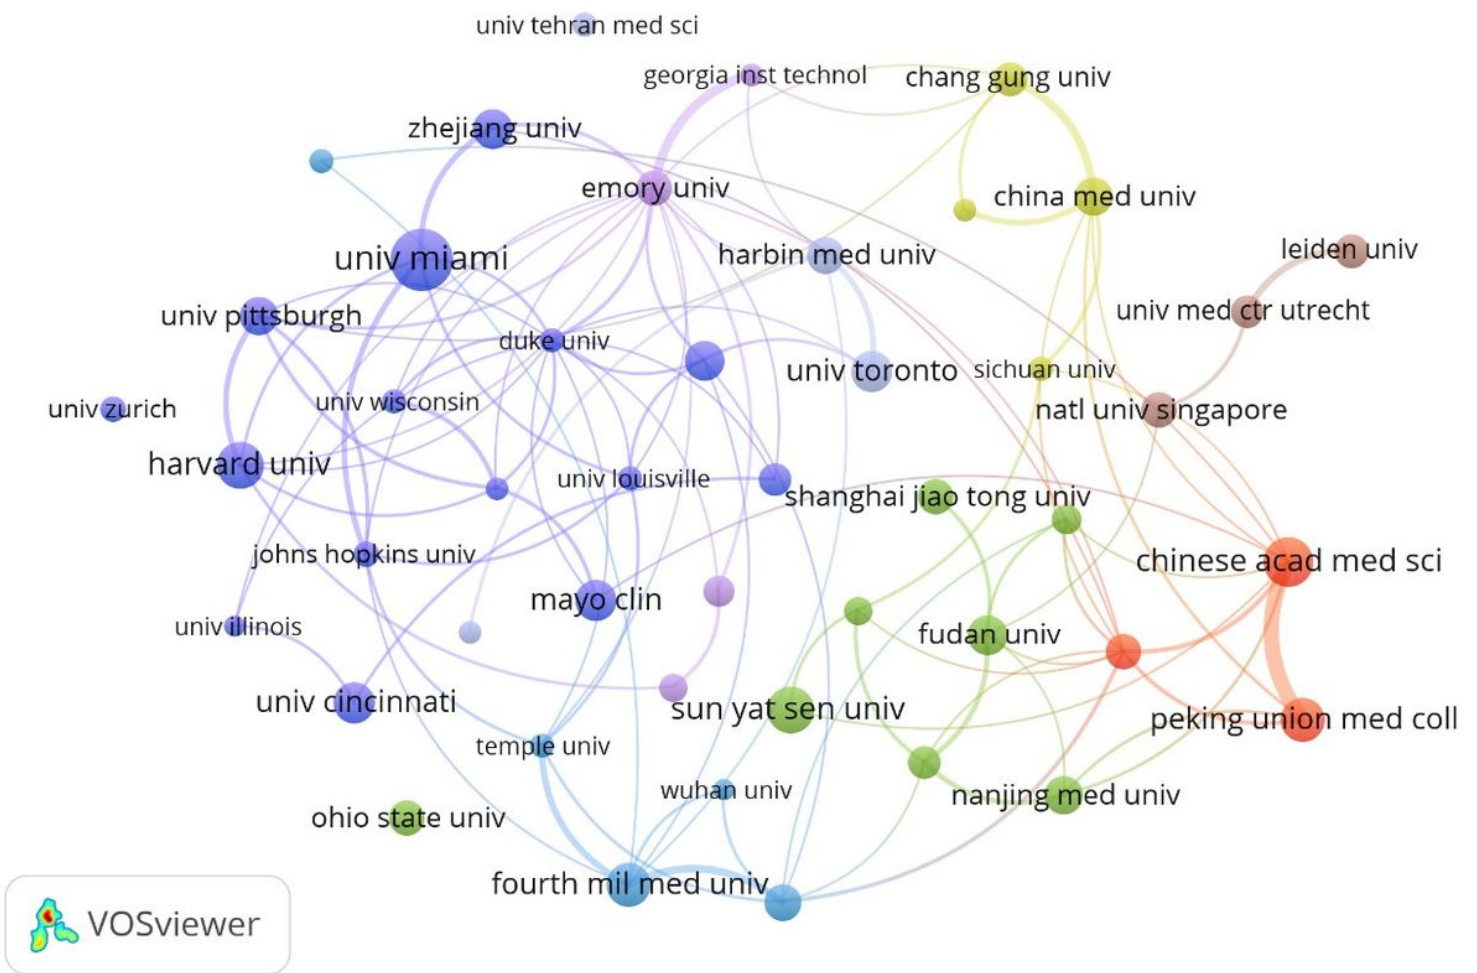 univ tehran med sci
georgia inst technol
chang gung univ
zhejiang univ
emory univ
china med univ
univ miami
harbin med univ
leiden univ
univ pittsburgh
univ med ctr utrecht
duke univ
univ toronto
sichuan univ
univ zurich
univ wisconsin
natl univ singapore
harvard univ
univ louisville
shanghai jiao tong univ
johns hopkins univ
chinese acad med sci
mayo clin
univ illinois
fudan univ
univ cincinnati
sun yat sen univ
peking union med coll
temple univ
wuhan univ
nanjing med univ
ohio state univ
fourth mil med univ
VOSviewer